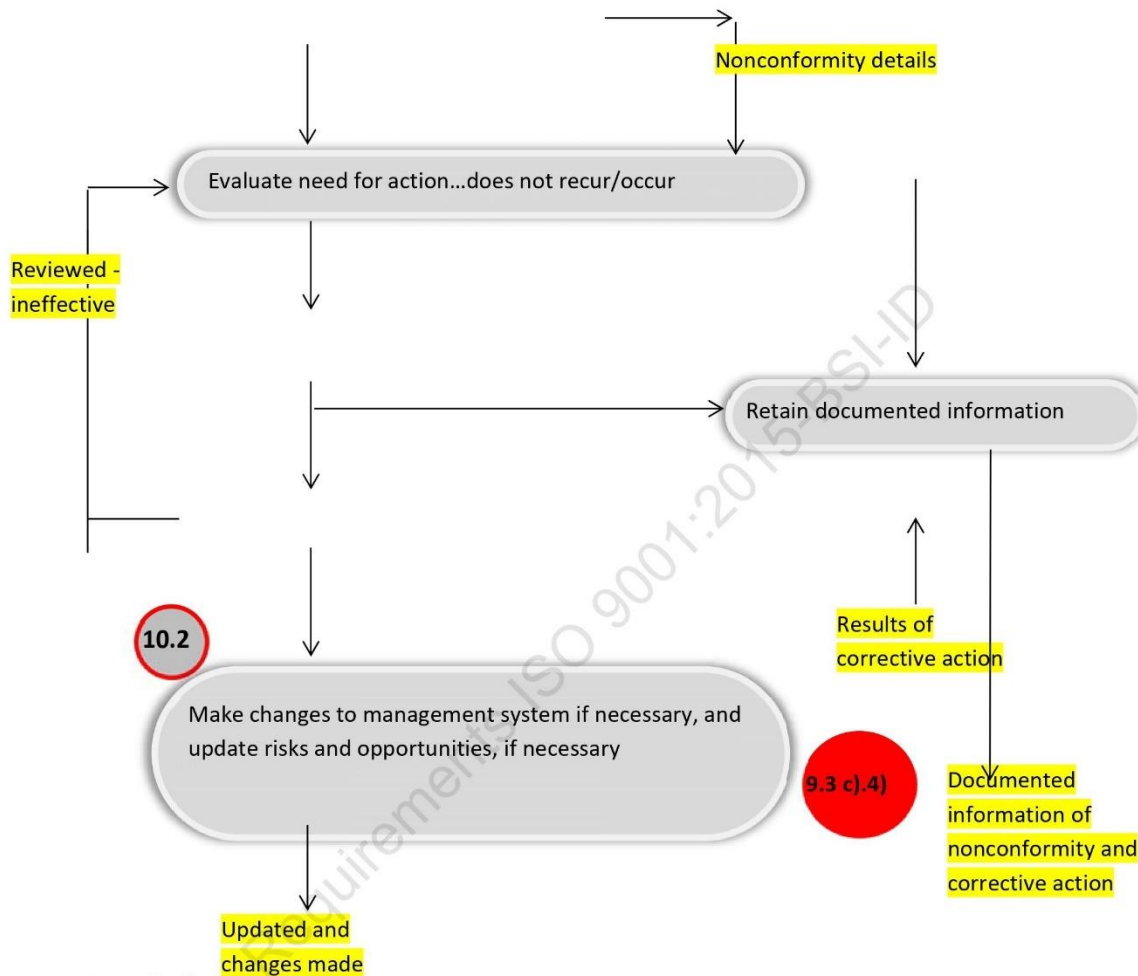 Nonconformity details
Evaluate need for action...does not recur/occur
Reviewed -
ineffective
Retain documented information
10.2
Results of
corrective action
Make changes to management system if necessary, and
update risks and opportunities, if necessary
9.3 c).4)
Documented
information of
nonconformity and
corrective action
Updated and
changes made
Requirements ISO 9001:2015-BSI-ID